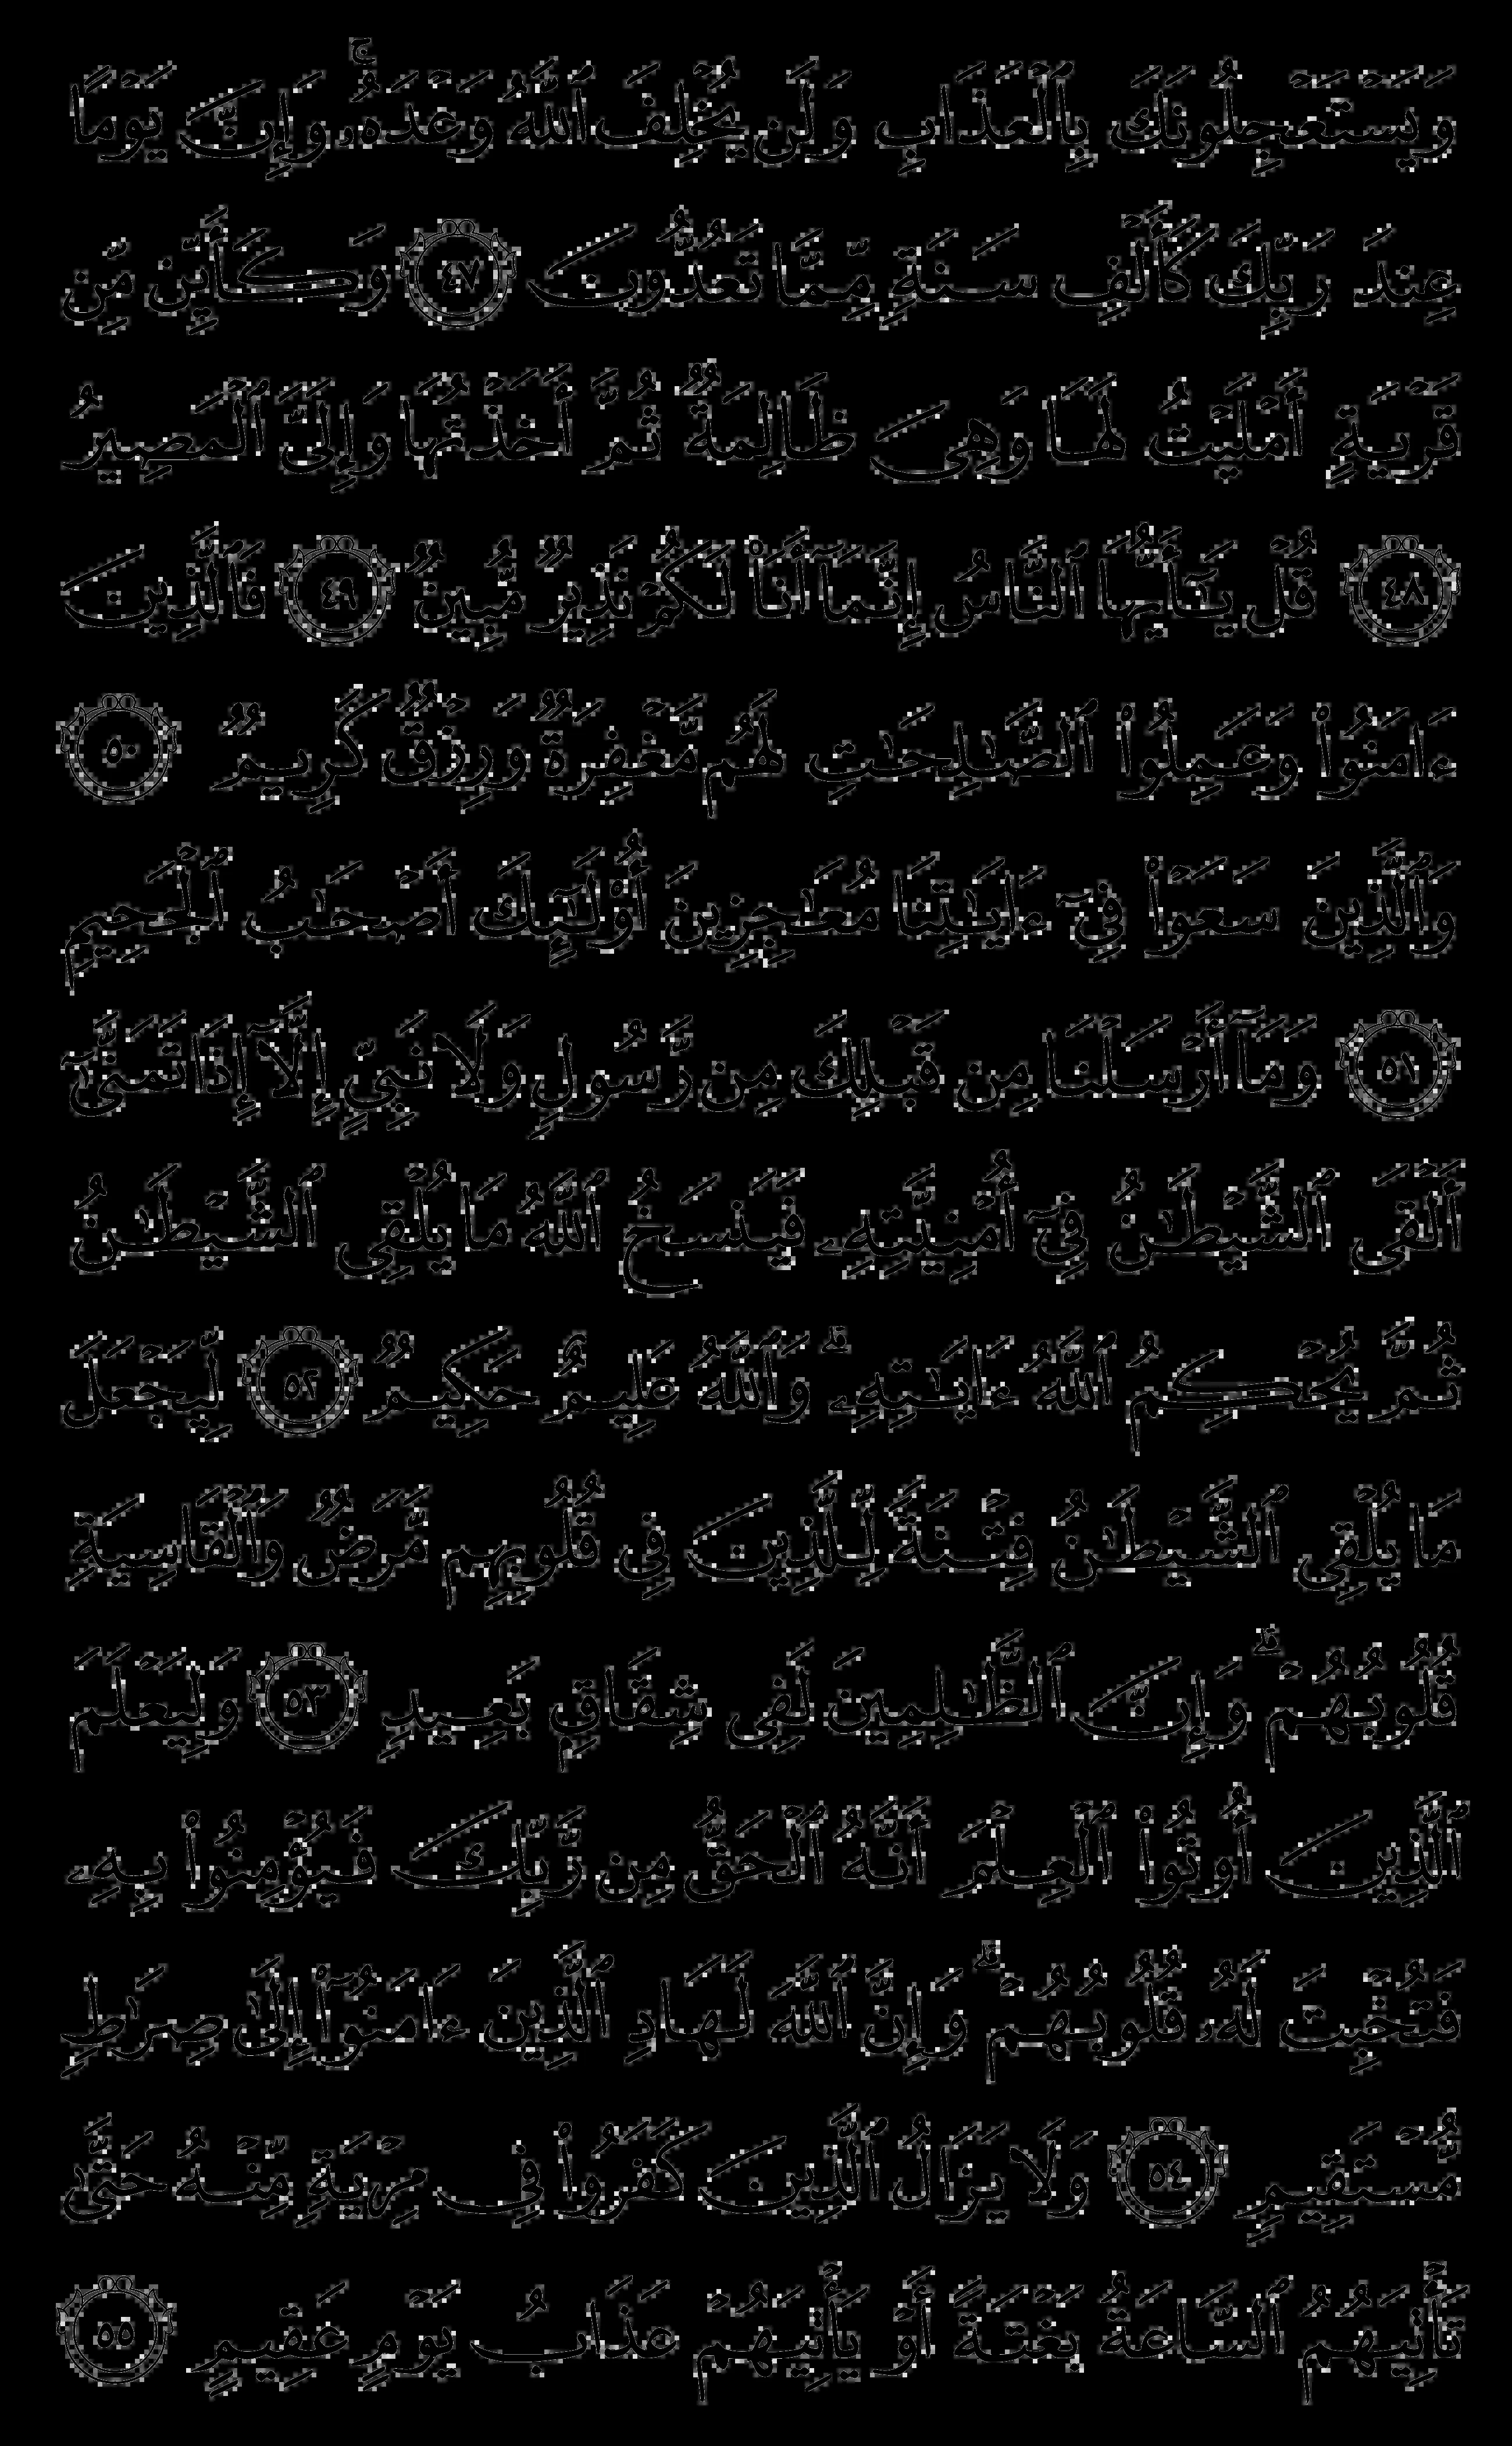 وَيَسْتَعْجِلُونَكَ بِٱلْعَذَابِ وَلَن يُخْلِفَ ٱللَّهُ وَعْدَهُۥۚ وَإِنَّ يَوْمًا
عِندَ رَبِّكَ كَأَلْفِ سَنَةٍ مِّمَّا تَعُدُّونَ ٤٧ وَكَأَيِّن مِّن
قَرْيَةٍ أَمْلَيْتُ لَهَا وَهِىَ ظَالِمَةٌ ثُمَّ أَخَذْتُهَا وَإِلَىَّ ٱلْمَصِيرُ
٤٨ قُلْ يَـٰٓأَيُّهَا ٱلنَّاسُ إِنَّمَآ أَنَا۠ لَكُمْ نَذِيرٌ مُّبِينٌ ٤٩ فَٱلَّذِينَ
ءَامَنُوا۟ وَعَمِلُوا۟ ٱلصَّـٰلِحَـٰتِ لَهُم مَّغْفِرَةٌ وَرِزْقٌ كَرِيمٌ ٥٠
وَٱلَّذِينَ سَعَوْا۟ فِىٓ ءَايَـٰتِنَا مُعَـٰجِزِينَ أُو۟لَـٰٓئِكَ أَصْحَـٰبُ ٱلْجَحِيمِ
٥١ وَمَآ أَرْسَلْنَا مِن قَبْلِكَ مِن رَّسُولٍ وَلَا نَبِىٍّ إِلَّآ إِذَا تَمَنَّىٰٓ
أَلْقَى ٱلشَّيْطَـٰنُ فِىٓ أُمْنِيَّتِهِۦ فَيَنسَخُ ٱللَّهُ مَا يُلْقِى ٱلشَّيْطَـٰنُ
ثُمَّ يُحْكِمُ ٱللَّهُ ءَايَـٰتِهِۦۗ وَٱللَّهُ عَلِيمٌ حَكِيمٌ ٥٢ لِّيَجْعَلَ
مَا يُلْقِى ٱلشَّيْطَـٰنُ فِتْنَةً لِّلَّذِينَ فِى قُلُوبِهِم مَّرَضٌ وَٱلْقَاسِيَةِ
قُلُوبُهُمْۗ وَإِنَّ ٱلظَّـٰلِمِينَ لَفِى شِقَاقٍۭ بَعِيدٍ ٥٣ وَلِيَعْلَمَ
ٱلَّذِينَ أُوتُوا۟ ٱلْعِلْمَ أَنَّهُ ٱلْحَقُّ مِن رَّبِّكَ فَيُؤْمِنُوا۟ بِهِۦ
فَتُخْبِتَ لَهُۥ قُلُوبُهُمْۗ وَإِنَّ ٱللَّهَ لَهَادِ ٱلَّذِينَ ءَامَنُوٓا۟ إِلَىٰ صِرَٰطٍ
مُّسْتَقِيمٍ ٥٤ وَلَا يَزَالُ ٱلَّذِينَ كَفَرُوا۟ فِى مِرْيَةٍ مِّنْهُ حَتَّىٰ
تَأْتِيَهُمُ ٱلسَّاعَةُ بَغْتَةً أَوْ يَأْتِيَهُمْ عَذَابُ يَوْمٍ عَقِيمٍ ٥٥